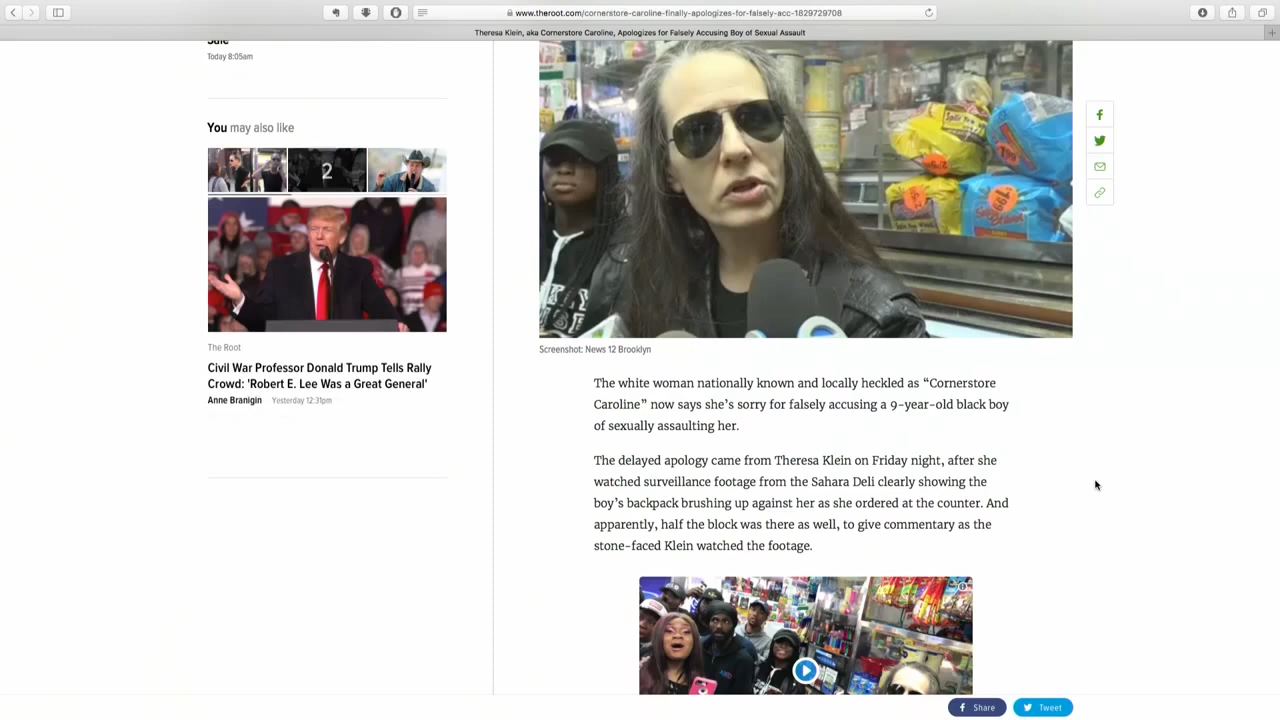 www.theroot.com/cornerstore-caroline-finally-apologizes-for-falsely-acc-1829729708
Theresa Klein, aka Cornerstore Caroline, Apologizes for Falsely Accusing Boy of Sexual Assault
Sale
Today 8:05am
You may also like
2
The Root
Civil War Professor Donald Trump Tells Rally
Crowd: 'Robert E. Lee Was a Great General'
Anne Branigin Yesterday 12:31pm
Screenshot: News 12 Brooklyn
The white woman nationally known and locally heckled as “Cornerstore
Caroline” now says she’s sorry for falsely accusing a 9-year-old black boy
of sexually assaulting her.
The delayed apology came from Theresa Klein on Friday night, after she
watched surveillance footage from the Sahara Deli clearly showing the
boy’s backpack brushing up against her as she ordered at the counter. And
apparently, half the block was there as well, to give commentary as the
stone-faced Klein watched the footage.
Share
Tweet